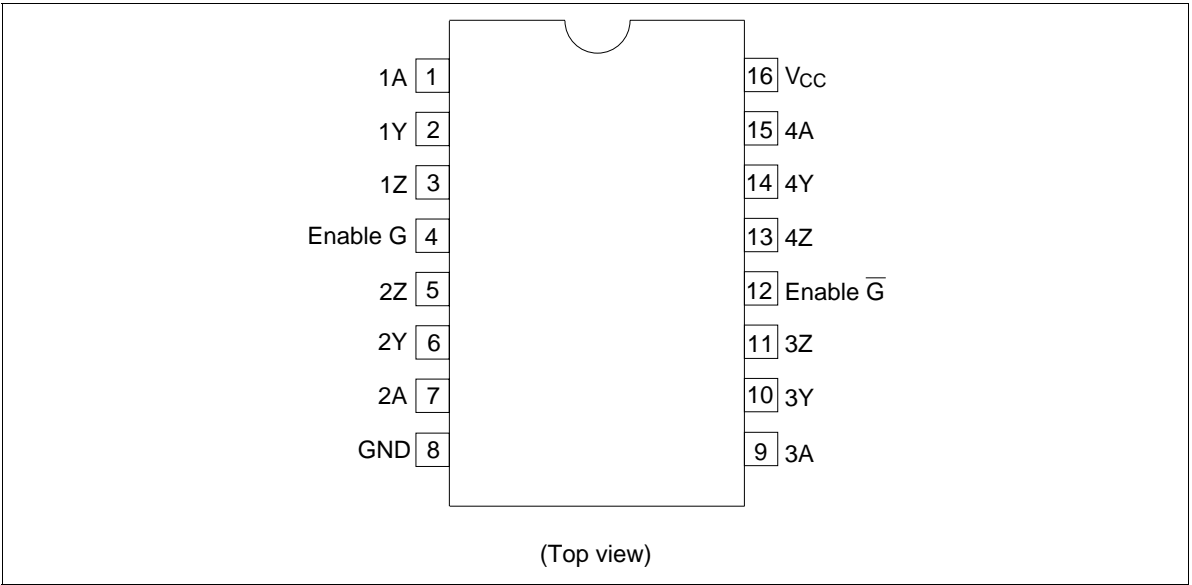 1A 1 16 VCC
1Y 2 15 4A
1Z 3 14 4Y
Enable G 4 13 4Z
2Z 5 12 Enable G̅
2Y 6 11 3Z
2A 7 10 3Y
GND 8 9 3A
(Top view)